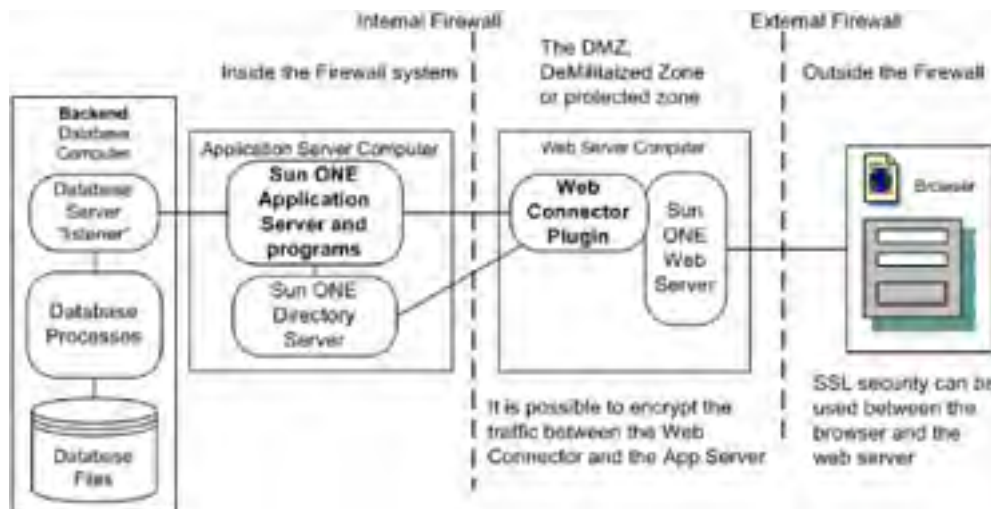 Internal Firewall
External Firewall
Inside the Firewall system
The DMZ,
DeMilitaized Zone
or protected zone
Outside the Firewall
Backend
Database
Computer
Database
Server
"listener"
Database
Processes
Database
Files
Application Server Computer
Sun ONE
Application
Server and
programs
Sun ONE
Directory
Server
Web Server Computer
Web
Connector
Plugin
Sun
ONE
Web
Server
Browser
It is possible to encrypt the
traffic between the Web
Connector and the App Server
SSL security can be
used between the
browser and the
web server